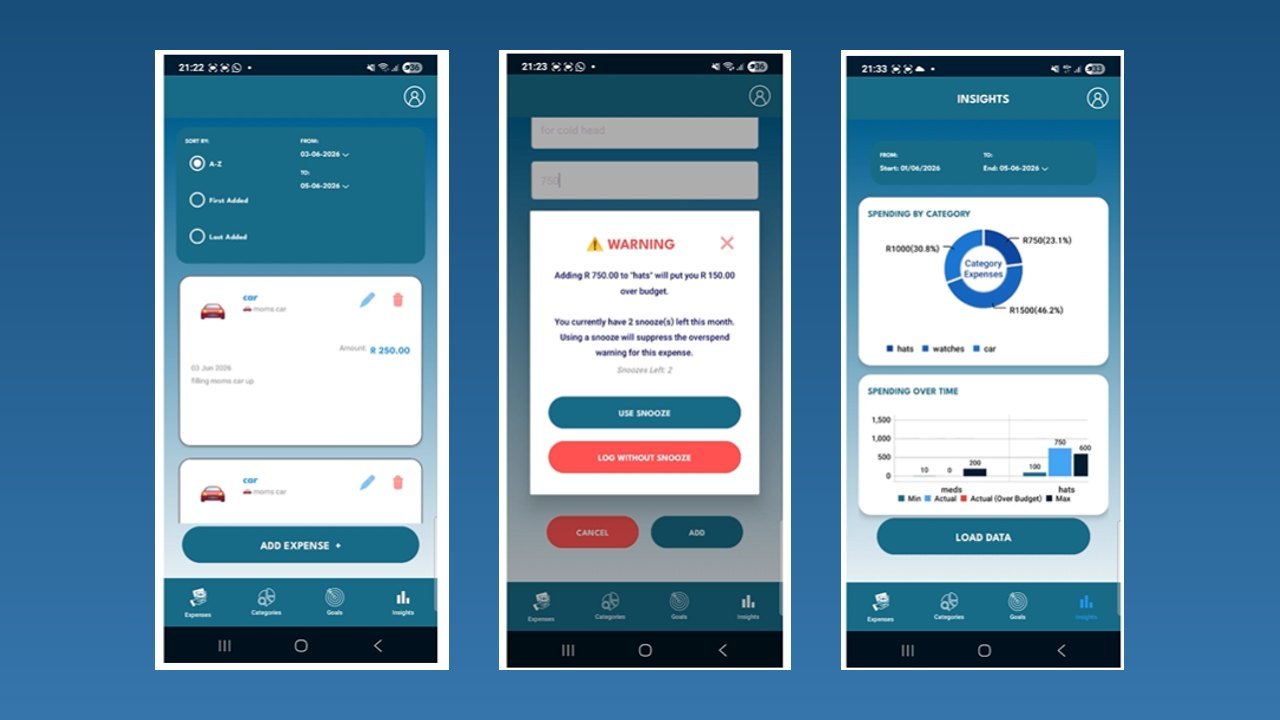 21:22
36
SORT BY:
A-Z
First Added
Last Added
FROM:
03-06-2026
TO:
05-06-2026
car
moms car
Amount: R 250.00
03 Jun 2026
filling moms car up
car
moms car
ADD EXPENSE +
Expenses
Categories
Goals
Insights
21:23
36
for cold head
750
WARNING
Adding R 750.00 to "hats" will put you R 150.00
over budget.
You currently have 2 snooze(s) left this month.
Using a snooze will suppress the overspend
warning for this expense.
Snoozes Left: 2
USE SNOOZE
LOG WITHOUT SNOOZE
CANCEL
ADD
Expenses
Categories
Goals
Insights
21:33
33
INSIGHTS
FROM:
Start: 01/06/2026
TO:
End: 05-06-2026
SPENDING BY CATEGORY
R1000(30.8%)
R750(23.1%)
Category
Expenses
R1500(46.2%)
hats watches car
SPENDING OVER TIME
1,500
1,000
500
0
10
0
200
100
750
600
meds
hats
Min Actual Actual (Over Budget) Max
LOAD DATA
Expenses
Categories
Goals
Insights